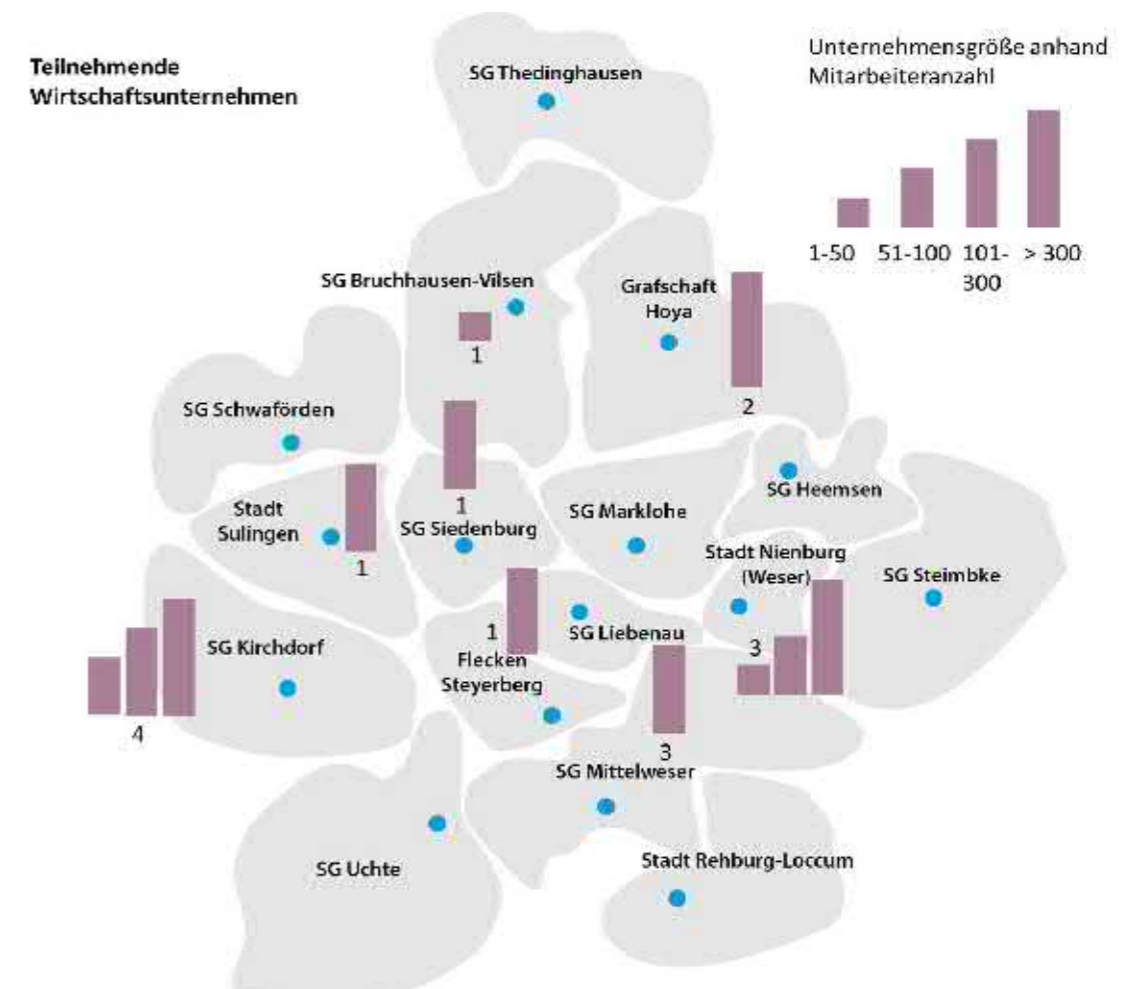 Teilnehmende
Wirtschaftsunternehmen
Unternehmensgröße anhand
Mitarbeiteranzahl
1-50 51-100 101- > 300
300
SG Thedinghausen
SG Bruchhausen-Vilsen
1
Grafschaft
Hoya
2
SG Schwaförden
Stadt
Sulingen
1
1
SG Siedenburg
SG Marklohe
SG Heemsen
Stadt Nienburg
(Weser)
3
SG Steimbke
SG Kirchdorf
4
1
SG Liebenau
Flecken
Steyerberg
3
SG Mittelweser
SG Uchte
Stadt Rehburg-Loccum